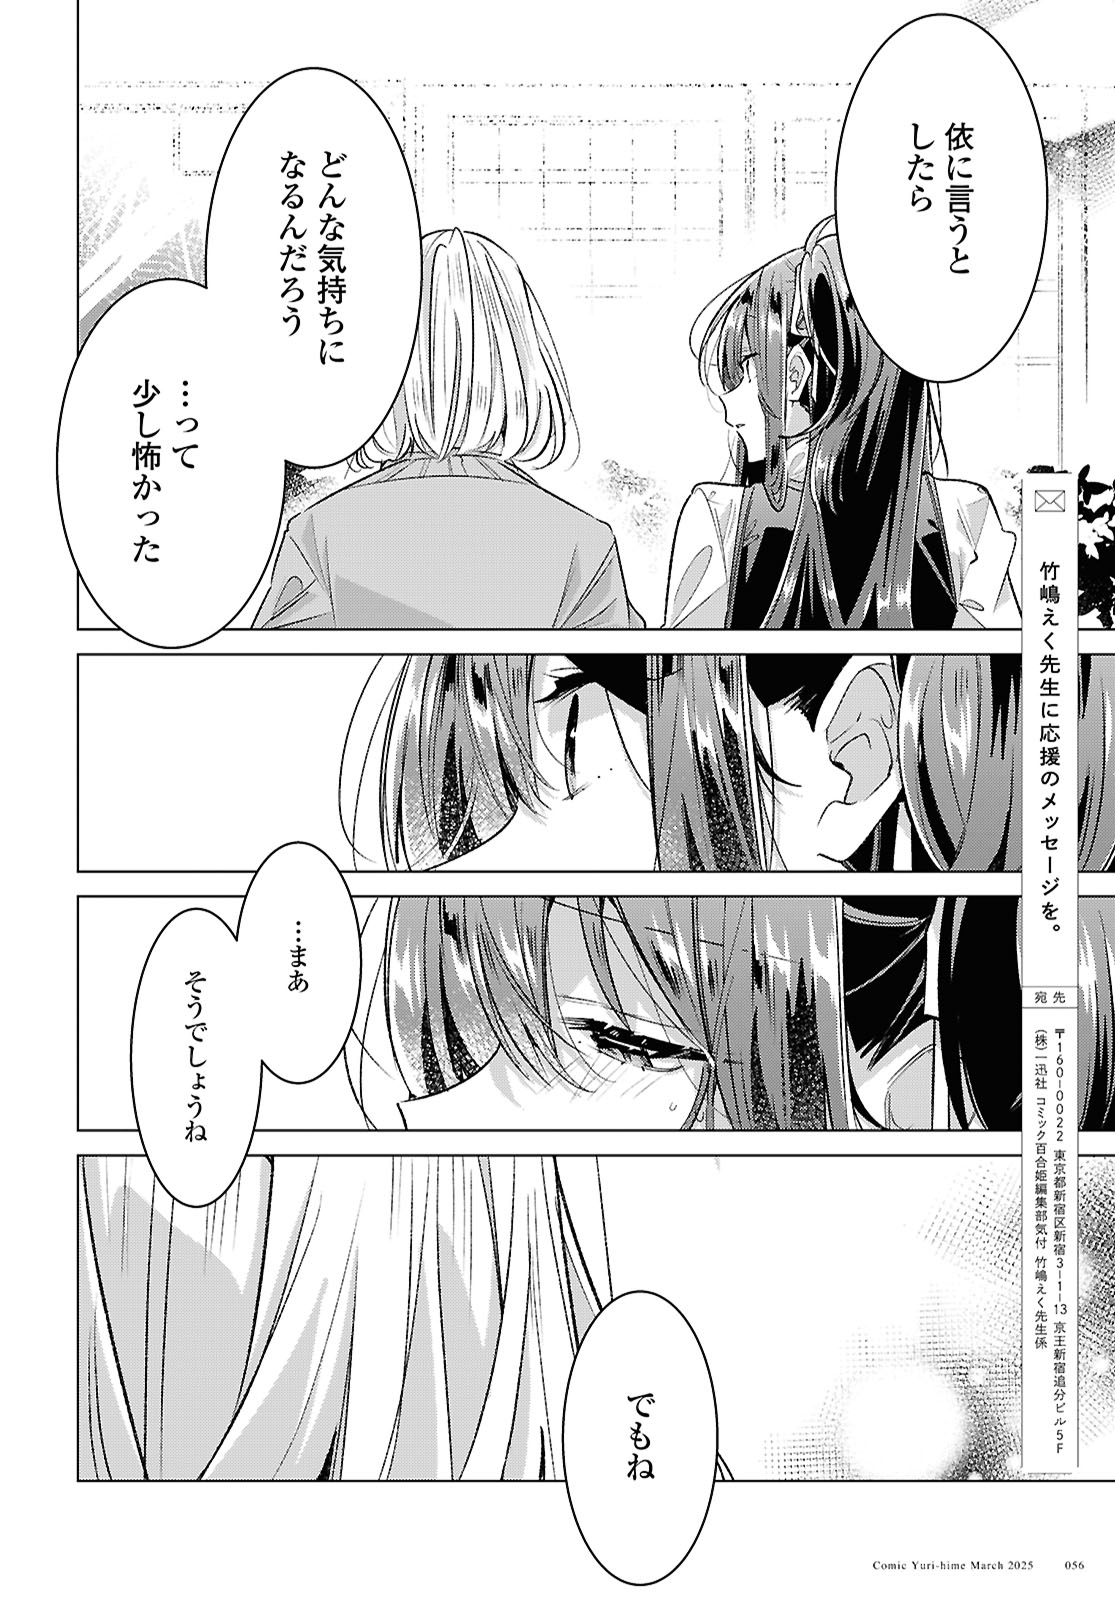 依に言うと
したら
どんな気持ちに
なるんだろう
…って
少し怖かった
…まあ
そうでしょうね
でもね
竹嶋えく先生に応援のメッセージを。
宛先
〒160-0022 東京都新宿区新宿3-1-13 京王新宿追分ビル5F
(株)一迅社 コミック百合姫編集部気付 竹嶋えく先生係
Comic Yuri-hime March 2025 056